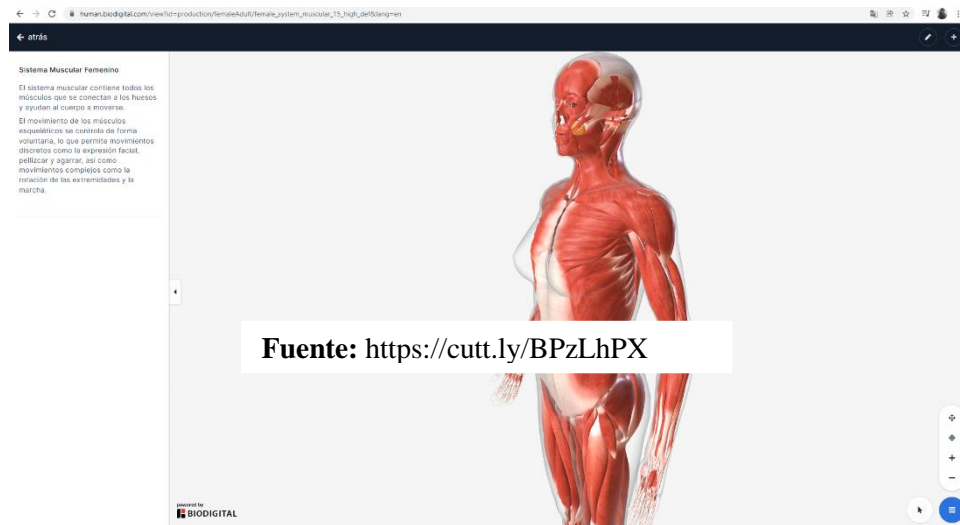 human.biodigital.com/view?id=production/femaleAdult/female_system_muscular_15_high_def&lang=en
← atrás
Sistema Muscular Femenino
El sistema muscular contiene todos los
músculos que se conectan a los huesos
y ayudan al cuerpo a moverse.
El movimiento de los músculos
esqueléticos se controla de forma
voluntaria, lo que permite movimientos
discretos como la expresión facial,
pellizcar y agarrar, así como
movimientos complejos como la
rotación de las extremidades y la
marcha.
Fuente: https://cutt.ly/BPzLhPX
powered by
BIODIGITAL